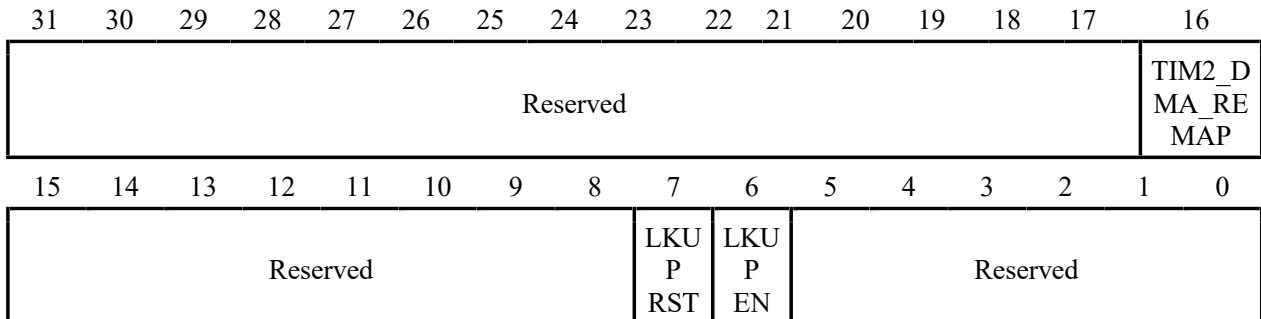 31 30 29 28 27 26 25 24 23 22 21 20 19 18 17 16
Reserved
TIM2_D
MA_RE
MAP
15 14 13 12 11 10 9 8 7 6 5 4 3 2 1 0
Reserved
LKU
P
RST
LKU
P
EN
Reserved